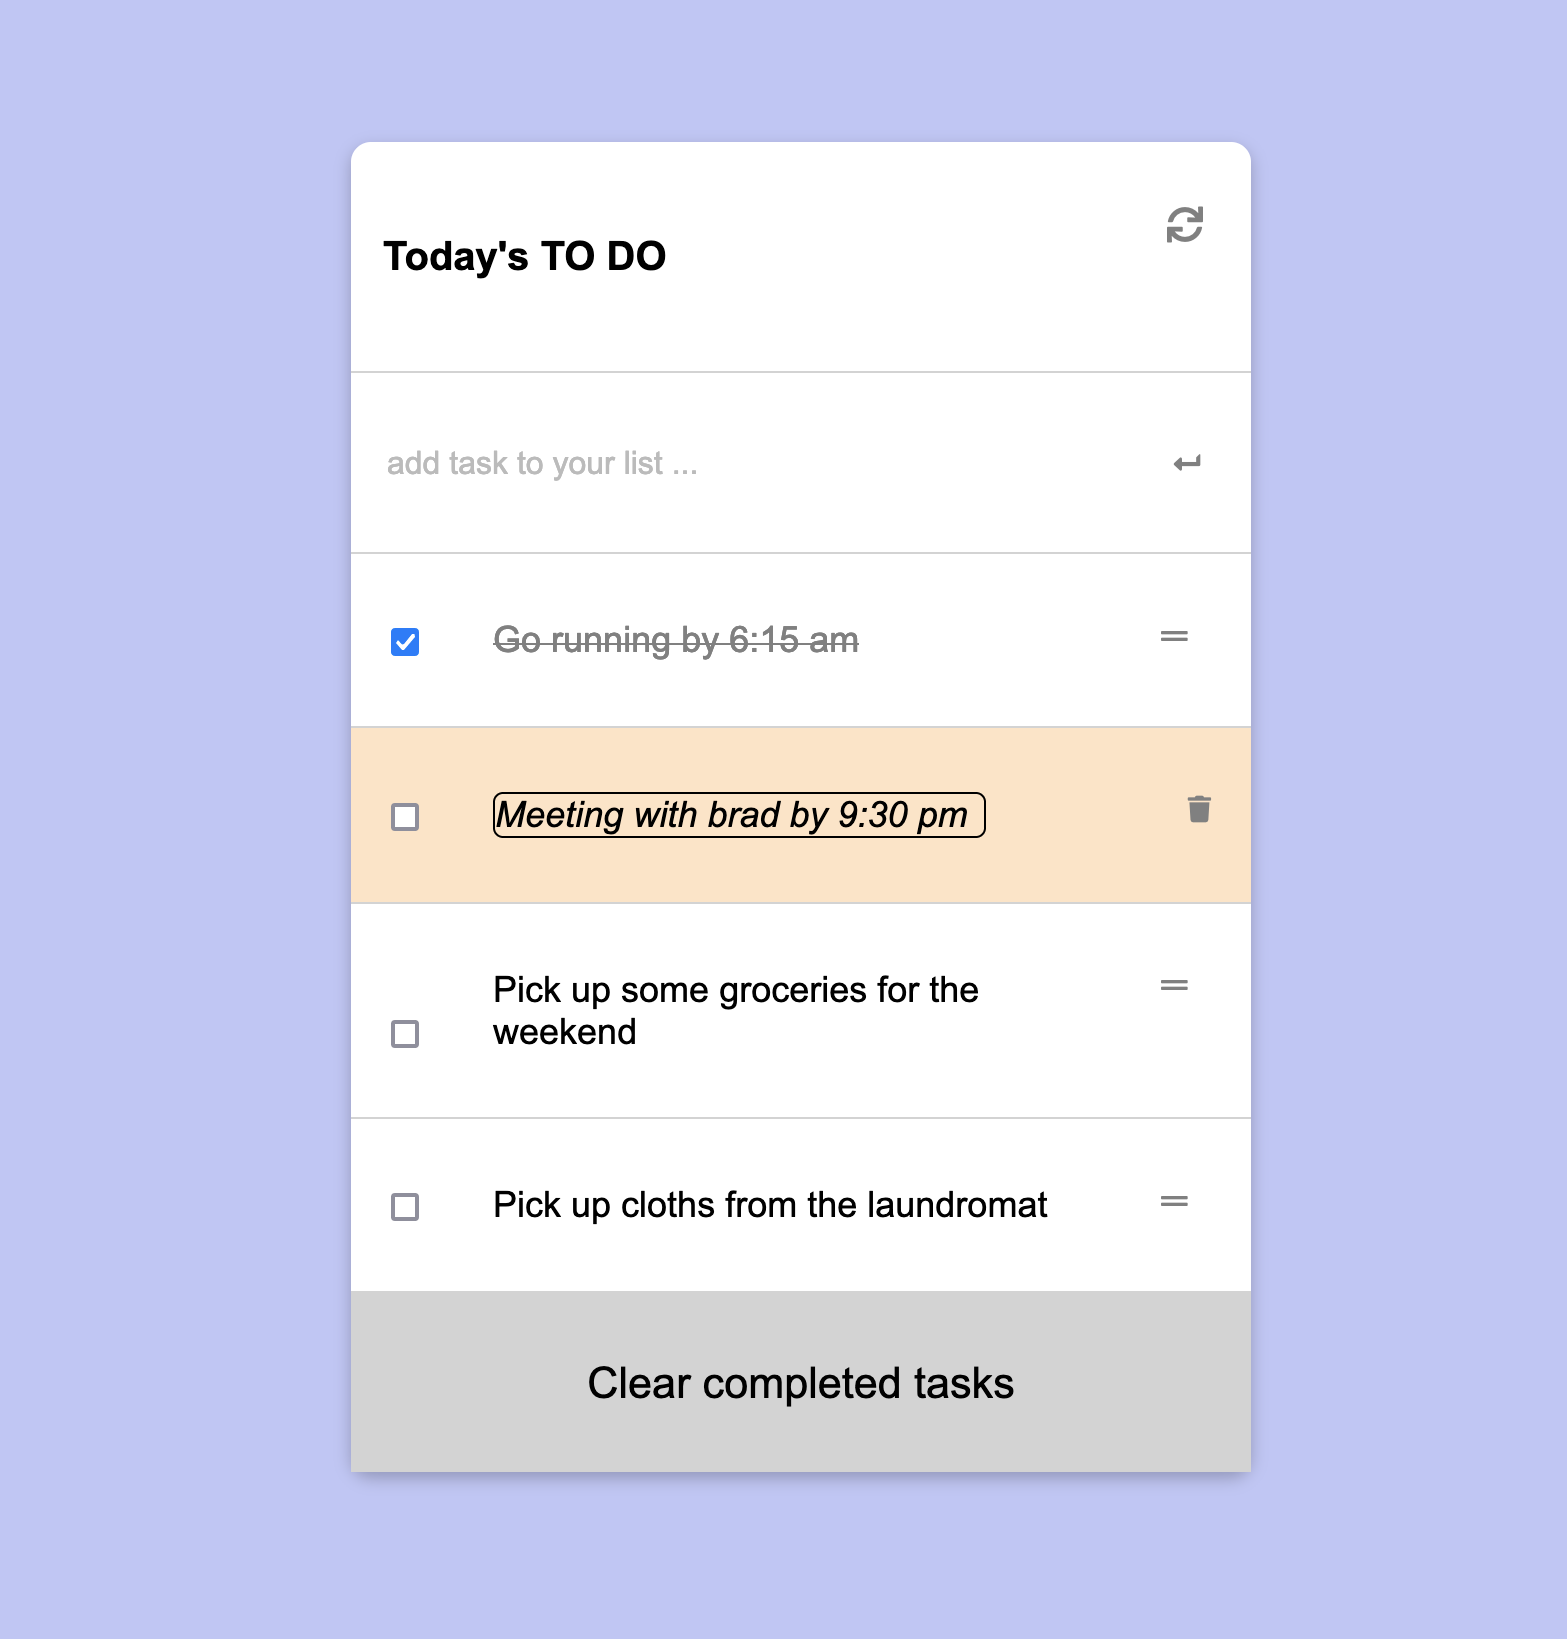 Today's TO DO
add task to your list ...
Go running by 6:15 am
Meeting with brad by 9:30 pm
Pick up some groceries for the
weekend
Pick up cloths from the laundromat
Clear completed tasks